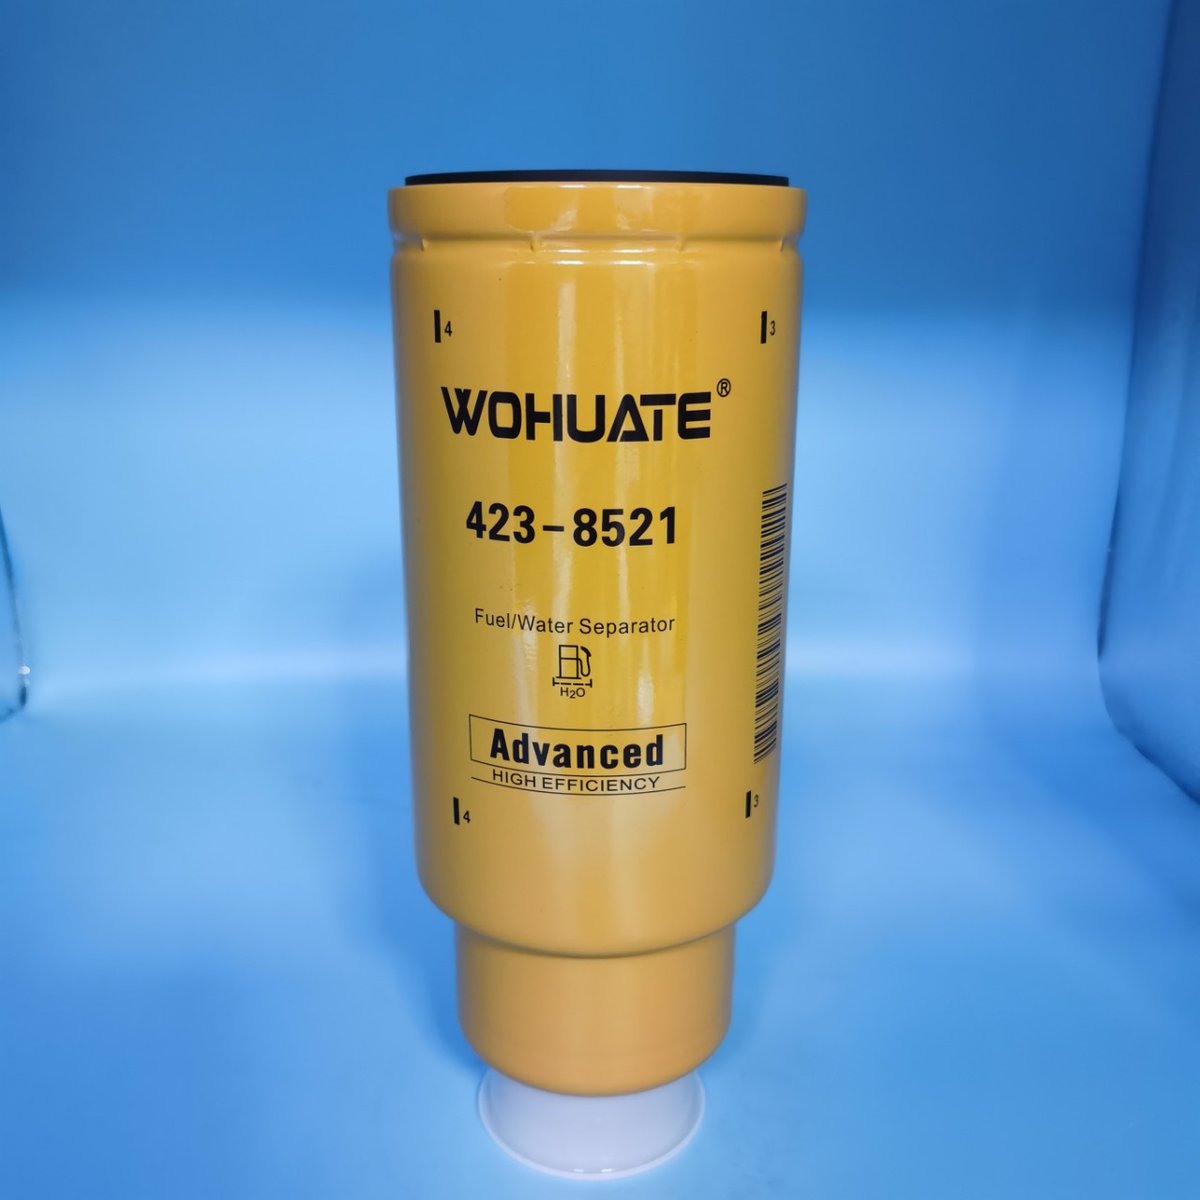 4 3
WOHUATE®
423-8521
Fuel/Water Separator
H₂O
Advanced
HIGH EFFICIENCY
4 3